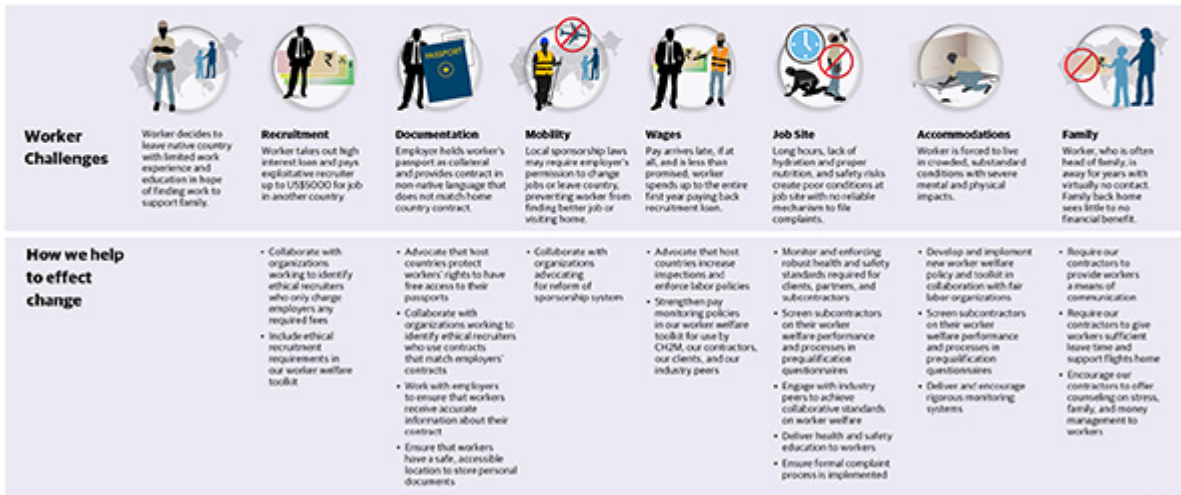 PASSPORT
Worker
Challenges
Worker decides to
leave native country
with limited work
experience and
education in hope
of finding work to
support family.
Recruitment
Worker takes out high
interest loan and pays
exploitative recruiter
up to US$5000 for job
in another country.
Documentation
Employer holds worker's
passport as collateral
and provides contract in
non-native language that
does not match home
country contract.
Mobility
Local sponsorship laws
may require employer's
permission to change
jobs or leave country,
preventing worker from
finding better job or
visiting home.
Wages
Pay arrives late, if at
all, and is less than
promised, worker
spends up to the entire
first year paying back
recruitment loan.
Job Site
Long hours, lack of
hydration and proper
nutrition, and safety risks
create poor conditions at
job site with no reliable
mechanism to file
complaints.
Accommodations
Worker is forced to live
in crowded, substandard
conditions with severe
mental and physical
impacts.
Family
Worker, who is often
head of family, is
away for years with
virtually no contact.
Family back home
sees little to no
financial benefit.
How we help
to effect
change
• Collaborate with
organizations
working to identify
ethical recruiters
who only charge
employers any
required fees
• Include ethical
recruitment
requirements in
our worker welfare
toolkit
• Advocate that host
countries protect
workers' rights to have
free access to their
passports
• Collaborate with
organizations working to
identify ethical recruiters
who use contracts
that match employers'
contracts
• Work with employers
to ensure that workers
receive accurate
information about their
contract
• Ensure that workers
have a safe, accessible
location to store personal
documents
• Collaborate with
organizations
advocating
for reform of
sponsorship system
• Advocate that host
countries increase
inspections and
enforce labor policies
• Strengthen pay
monitoring policies
in our worker welfare
toolkit for use by
CH2M, our contractors,
our clients, and our
industry peers
• Monitor and enforcing
robust health and safety
standards required for
clients, partners, and
subcontractors
• Screen subcontractors
on their worker
welfare performance
and processes in
prequalification
questionnaires
• Engage with industry
peers to achieve
collaborative standards
on worker welfare
• Deliver health and safety
education to workers
• Ensure formal complaint
process is implemented
• Develop and implement
new worker welfare
policy and toolkit in
collaboration with fair
labor organizations
• Screen subcontractors
on their worker
welfare performance
and processes in
prequalification
questionnaires
• Deliver and encourage
rigorous monitoring
systems
• Require our
contractors to
provide workers
a means of
communication
• Require our
contractors to give
workers sufficient
leave time and
support flights home
• Encourage our
contractors to offer
counseling on stress,
family, and money
management to
workers